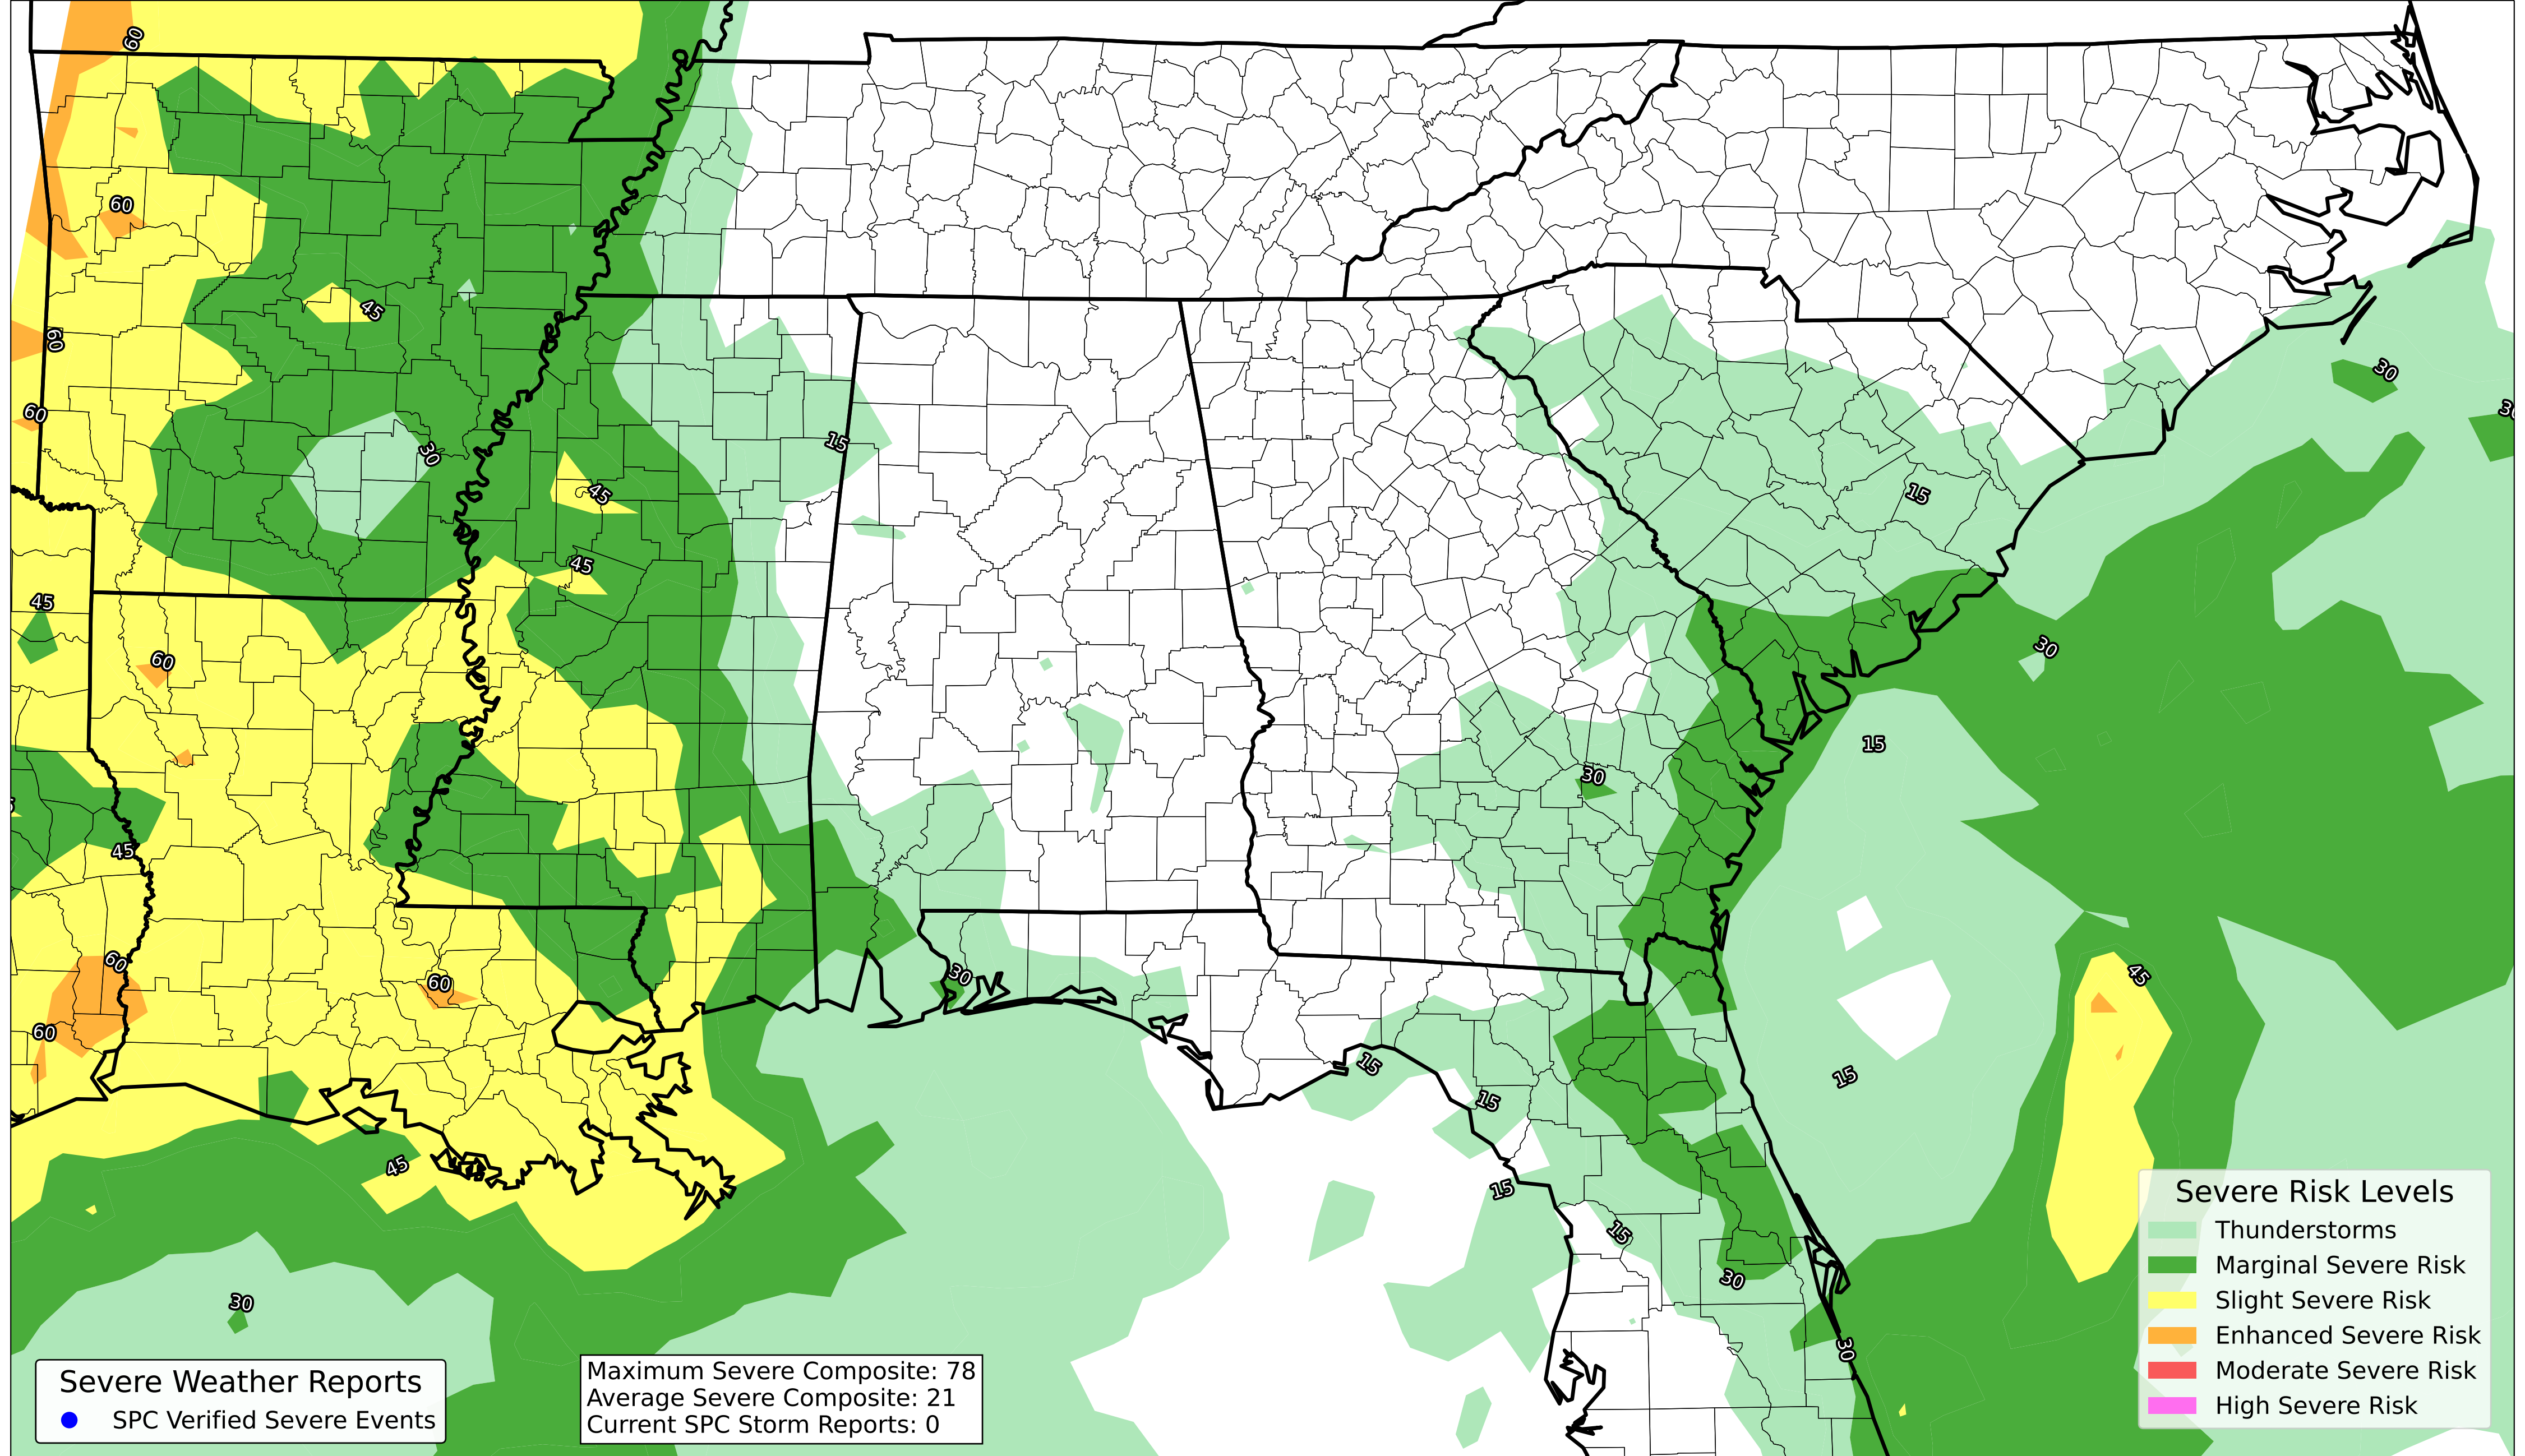 60
60
45
60
30
15
60
30
30
45
15
45
45
30
60
15
30
45
60
60
30
45
60
15
15
15
45
15
15
30
30
30
Severe Risk Levels
Thunderstorms
Marginal Severe Risk
Slight Severe Risk
Enhanced Severe Risk
Moderate Severe Risk
High Severe Risk
Severe Weather Reports
SPC Verified Severe Events
Maximum Severe Composite: 78
Average Severe Composite: 21
Current SPC Storm Reports: 0